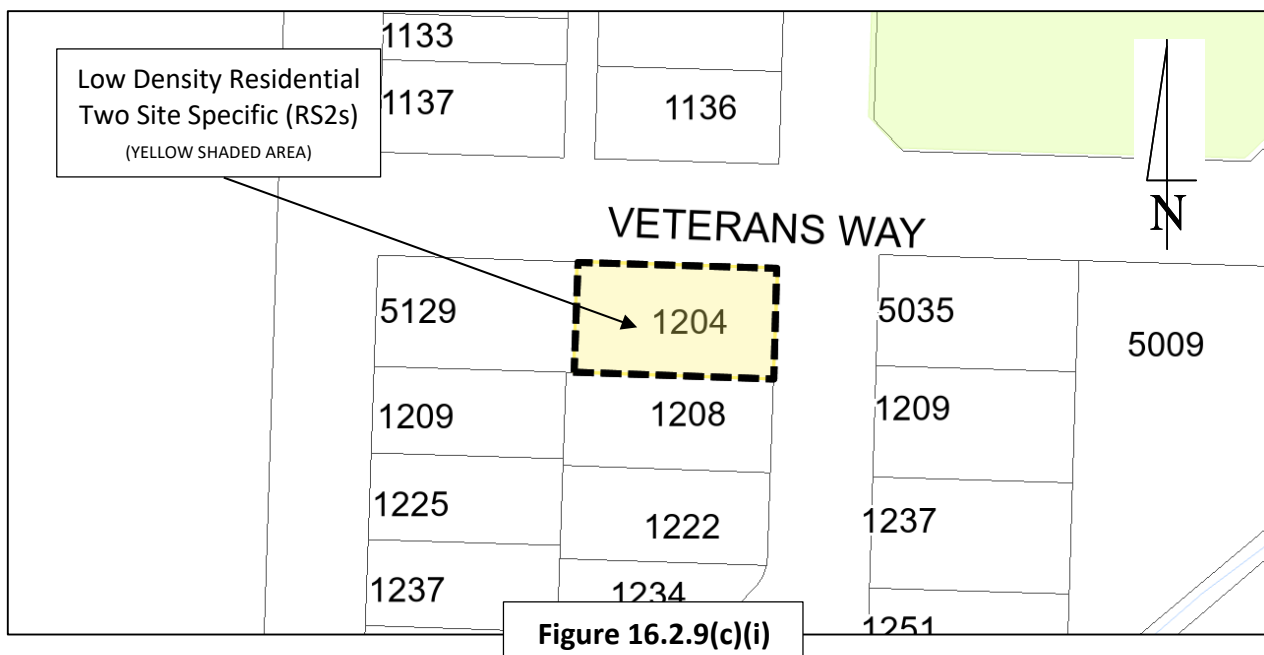 1133
Low Density Residential
Two Site Specific (RS2s)
(YELLOW SHADED AREA)
1137
1136
N
VETERANS WAY
5129
1204
5035
5009
1209
1208
1209
1225
1222
1237
1237
1234
1251
Figure 16.2.9(c)(i)